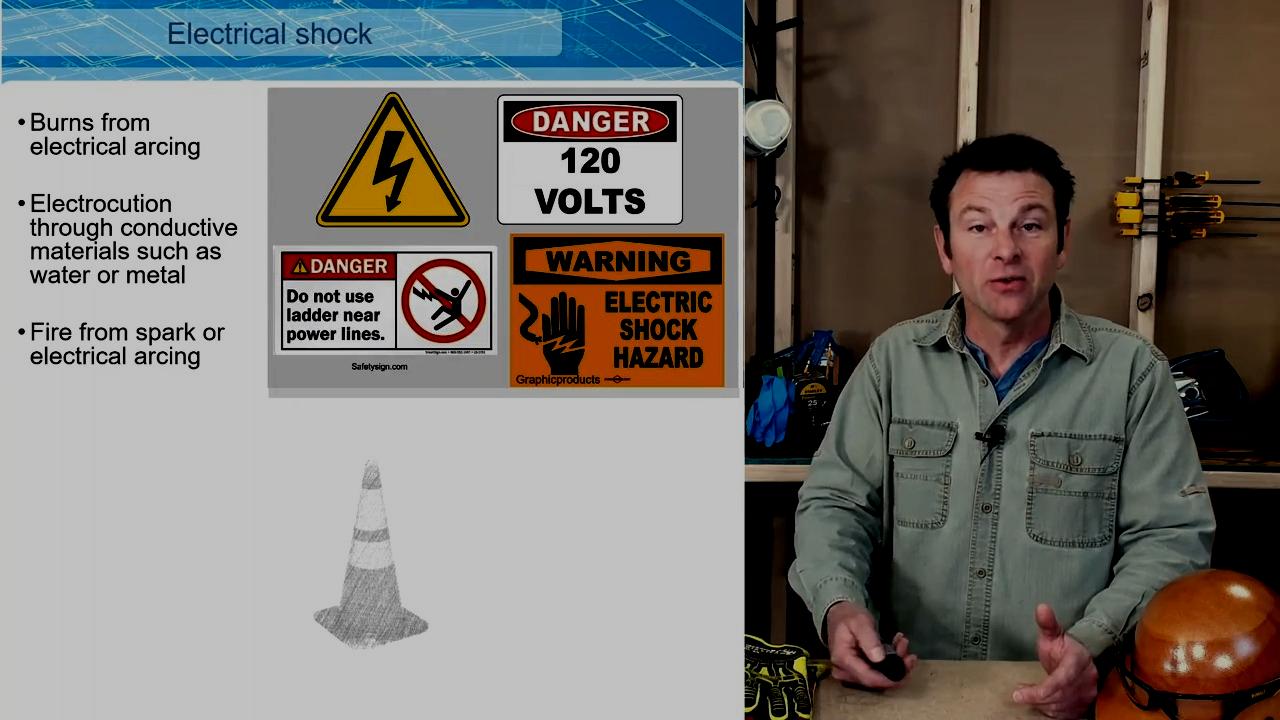 Electrical shock
• Burns from
electrical arcing
• Electrocution
through conductive
materials such as
water or metal
• Fire from spark or
electrical arcing
DANGER
120
VOLTS
DANGER
Do not use
ladder near
power lines.
Safetysign.com
WARNING
ELECTRIC
SHOCK
HAZARD
Graphicproducts
25